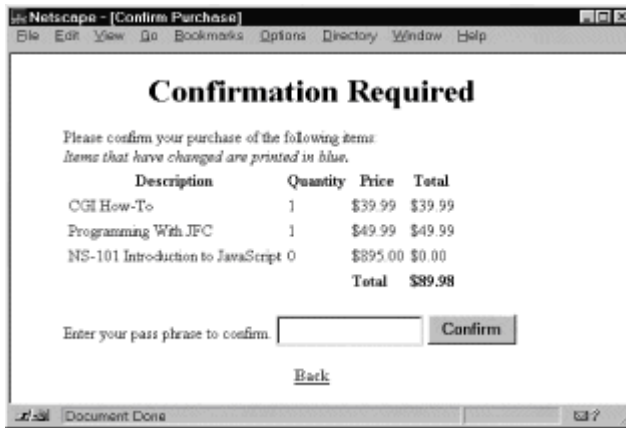 Netscape - [Confirm Purchase]
File Edit View Go Bookmarks Options Directory Window Help
Confirmation Required
Please confirm your purchase of the following items:
Items that have changed are printed in blue.
Description Quantity Price Total
CGI How-To 1 $39.99 $39.99
Programming With JFC 1 $49.99 $49.99
NS-101 Introduction to JavaScript 0 $895.00 $0.00
Total $89.98
Enter your pass phrase to confirm. Confirm
Back
Document Done